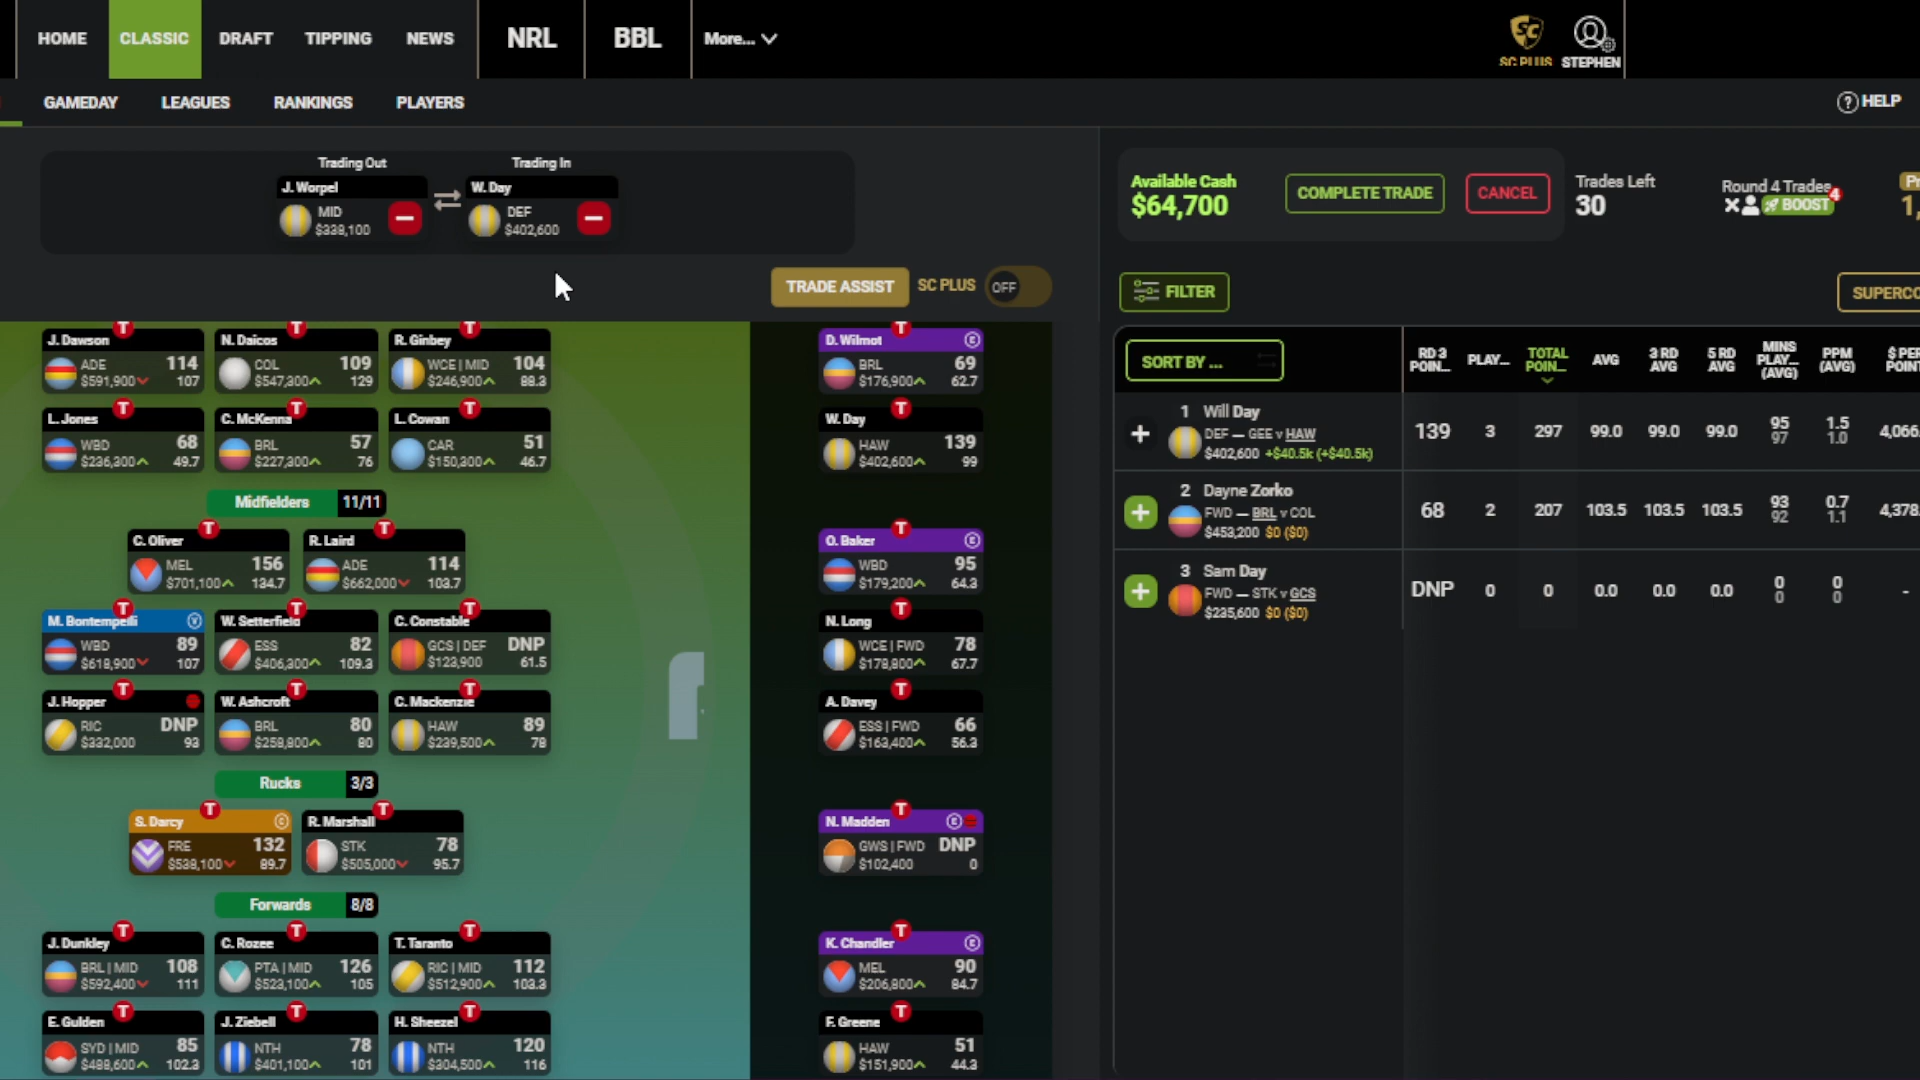 HOME CLASSIC DRAFT TIPPING NEWS NRL BBL More...
SC PLUS STEPHEN
GAMEDAY LEAGUES RANKINGS PLAYERS
HELP
Trading Out Trading In
J. Worpel W. Day
MID DEF
$338,100 $402,600
Available Cash
$64,700
COMPLETE TRADE CANCEL
Trades Left
30
Round 4 Trades 4
BOOST
TRADE ASSIST SC PLUS OFF
FILTER
J. Dawson N. Daicos R. Ginbey D. Wilmot
ADE 114 COL 109 WCE | MID 104 BRL 69
$591,900 107 $547,300 129 $246,900 88.3 $176,900 62.7
L. Jones C. McKenna L. Cowan W. Day
WBD 68 BRL 57 CAR 51 HAW 139
$236,300 49.7 $227,300 76 $150,300 46.7 $402,600 99
Midfielders 11/11
C. Oliver R. Laird O. Baker
MEL 156 ADE 114 WBD 95
$701,100 134.7 $662,000 103.7 $179,200 64.3
M. Bontempelli W. Setterfield C. Constable N. Long
WBD 89 ESS 82 GCS | DEF DNP WCE | FWD 78
$618,900 107 $406,300 109.3 $123,900 61.5 $178,800 67.7
J. Hopper W. Ashcroft C. Mackenzie A. Davey
RIC DNP BRL 80 HAW 89 ESS | FWD 66
$332,000 93 $258,800 80 $239,500 78 $163,400 56.3
Rucks 3/3
S. Darcy R. Marshall N. Madden
FRE 132 STK 78 GWS | FWD DNP
$538,100 89.7 $505,000 95.7 $102,400 0
Forwards 8/8
J. Dunkley C. Rozee T. Taranto K. Chandler
BRL | MID 108 PTA | MID 126 RIC | MID 112 MEL 90
$592,400 111 $523,100 105 $512,900 103.3 $206,800 84.7
E. Gulden J. Ziebell H. Sheezel F. Greene
SYD | MID 85 NTH 78 NTH 120 HAW 51
$488,600 102.3 $401,100 101 $304,500 116 $151,900 44.3
SORT BY ...
RD 3 POIN... PLAY... TOTAL POIN... AVG 3 RD AVG 5 RD AVG MINS PLAY... (AVG) PPM (AVG)
1 Will Day
DEF — GEE v HAW
$402,600 +$40.5k (+$40.5k)
139 3 297 99.0 99.0 99.0 95 97 1.5 1.0
2 Dayne Zorko
FWD — BRL v COL
$453,200 $0 ($0)
68 2 207 103.5 103.5 103.5 93 92 0.7 1.1
3 Sam Day
FWD — STK v GCS
$235,600 $0 ($0)
DNP 0 0 0.0 0.0 0.0 0 0 0 0 -